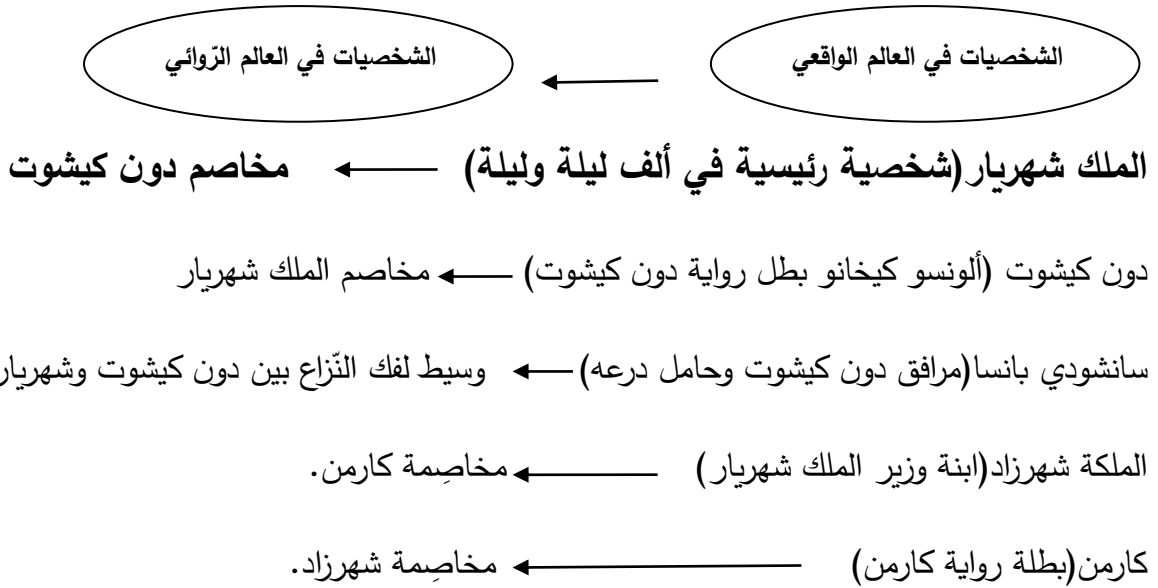 الشخصيات في العالم الواقعي
الشخصيات في العالم الرّوائي
الملك شهريار(شخصية رئيسية في ألف ليلة وليلة) مخاصم دون كيشوت
دون كيشوت (ألونسو كيخانو بطل رواية دون كيشوت) مخاصم الملك شهريار
سانشودي بانسا(مرافق دون كيشوت وحامل درعه) وسيط لفك النّزاع بين دون كيشوت وشهريار
الملكة شهرزاد(ابنة وزير الملك شهريار) مخاصِمة كارمن.
كارمن(بطلة رواية كارمن) مخاصِمة شهرزاد.